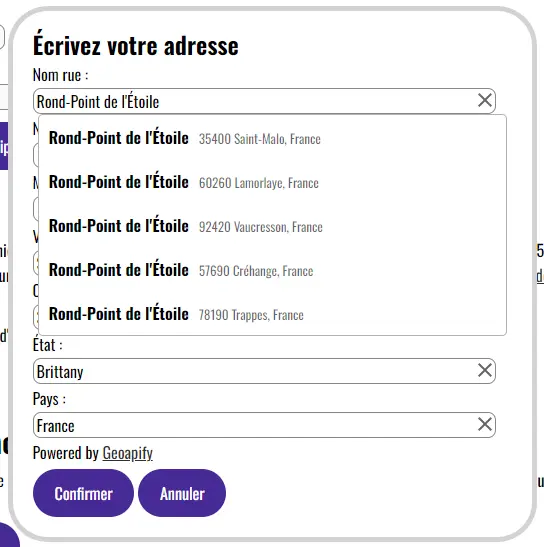 Écrivez votre adresse
Nom rue :
Rond-Point de l'Étoile
Rond-Point de l'Étoile 35400 Saint-Malo, France
Rond-Point de l'Étoile 60260 Lamorlaye, France
Rond-Point de l'Étoile 92420 Vaucresson, France
Rond-Point de l'Étoile 57690 Créhange, France
Rond-Point de l'Étoile 78190 Trappes, France
État :
Brittany
Pays :
France
Powered by Geoapify
Confirmer Annuler